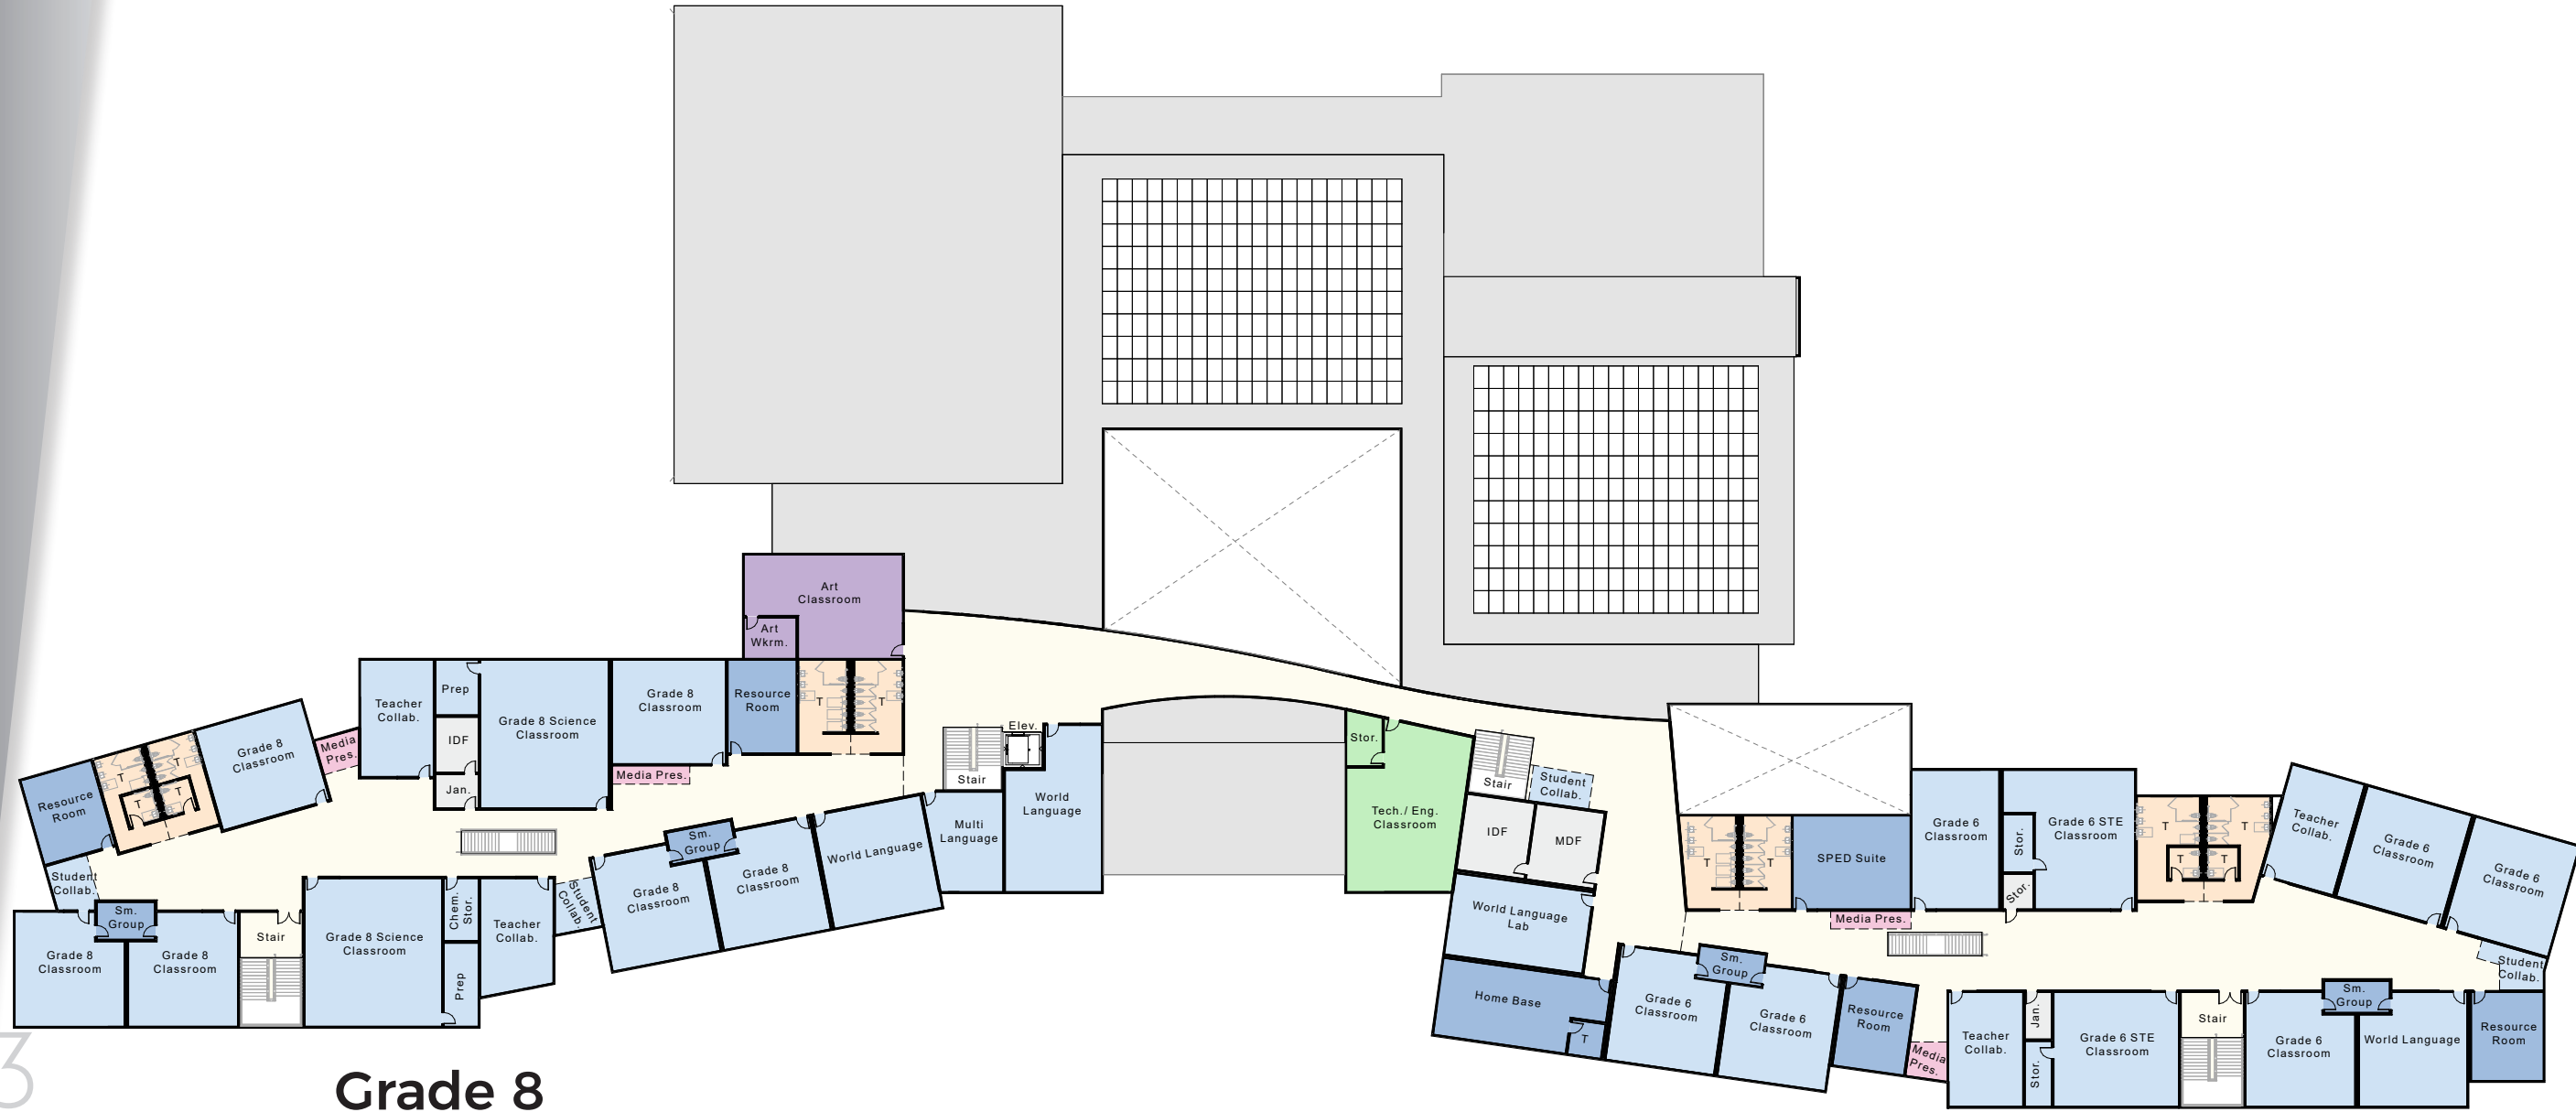 Art
Classroom
Art
Wkrm.
Teacher
Collab.
Prep
IDF
Jan.
Grade 8 Science
Classroom
Grade 8
Classroom
Media Pres.
Resource
Room
T
T
Elev.
Stair
World
Language
Multi
Language
World Language
Grade 8
Classroom
Sm.
Group
Grade 8
Classroom
Student
Collab.
Media
Pres.
Grade 8
Classroom
T
T
T
T
Resource
Room
Student
Collab.
Sm.
Group
Grade 8
Classroom
Grade 8
Classroom
Stair
Grade 8 Science
Classroom
Chem.
Stor.
Prep
Teacher
Collab.
Stor.
Tech./ Eng.
Classroom
Stair
Student
Collab.
IDF
MDF
World Language
Lab
Home Base
T
Grade 6
Classroom
Sm.
Group
Grade 6
Classroom
Resource
Room
Media
Pres.
T
T
SPED Suite
Media Pres.
Grade 6
Classroom
Stor.
Stor.
Grade 6 STE
Classroom
T
T
T
T
Teacher
Collab.
Grade 6
Classroom
Grade 6
Classroom
Student
Collab.
Teacher
Collab.
Jan.
Stor.
Grade 6 STE
Classroom
Stair
Grade 6
Classroom
Sm.
Group
World Language
Resource
Room
3
Grade 8